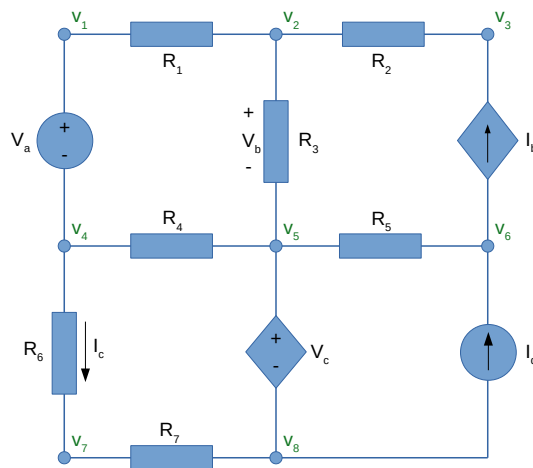 v1 v2 v3
R1 R2
Va + - + Vb - R3 Ib
v4 R4 v5 R5 v6
R6 Ic + - Vc
v7 R7 v8